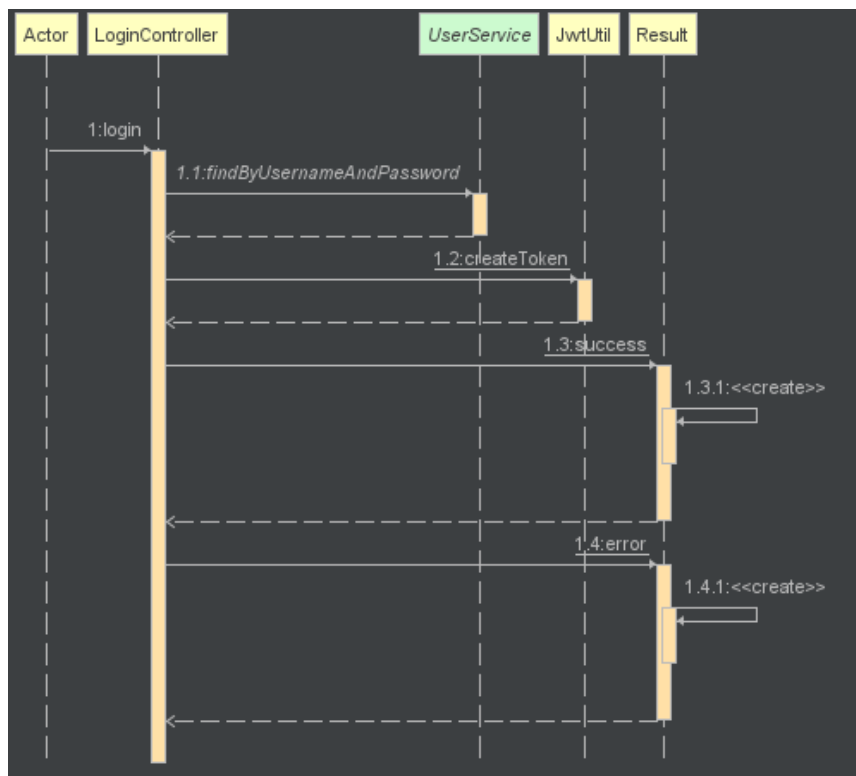 Actor
LoginController
UserService
JwtUtil
Result
1:login
1.1:findByUsernameAndPassword
1.2:createToken
1.3:success
1.3.1:<<create>>
1.4:error
1.4.1:<<create>>